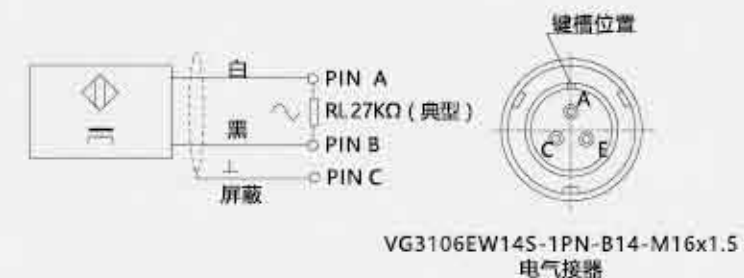 键槽位置
白
PIN A
RL27KΩ(典型)
黑
PIN B
PIN C
屏蔽
A
C
E
VG3106EW14S-1PN-B14-M16x1.5
电气接器